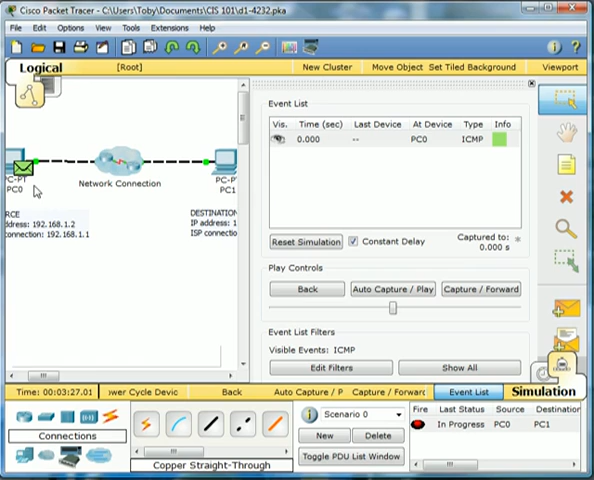 Cisco Packet Tracer - C:\Users\Toby\Documents\CIS 101\d1-4232.pka
File Edit Options View Tools Extensions Help
Logical [Root] New Cluster Move Object Set Tiled Background Viewport
Event List
Vis. Time (sec) Last Device At Device Type Info
0.000 -- PC0 ICMP
PC-PT
PC0
Network Connection
PC-P
PC1
RCE
ddress: 192.168.1.2
connection: 192.168.1.1
DESTINATION
IP address: 1
ISP connectio
Reset Simulation Constant Delay Captured to:
0.000 s
Play Controls
Back Auto Capture / Play Capture / Forward
Event List Filters
Visible Events: ICMP
Edit Filters Show All
Time: 00:03:27.01 ower Cycle Devic Back Auto Capture / P Capture / Forward Event List Simulation
Connections
Copper Straight-Through
Scenario 0
New Delete
Toggle PDU List Window
Fire Last Status Source Destination
In Progress PC0 PC1